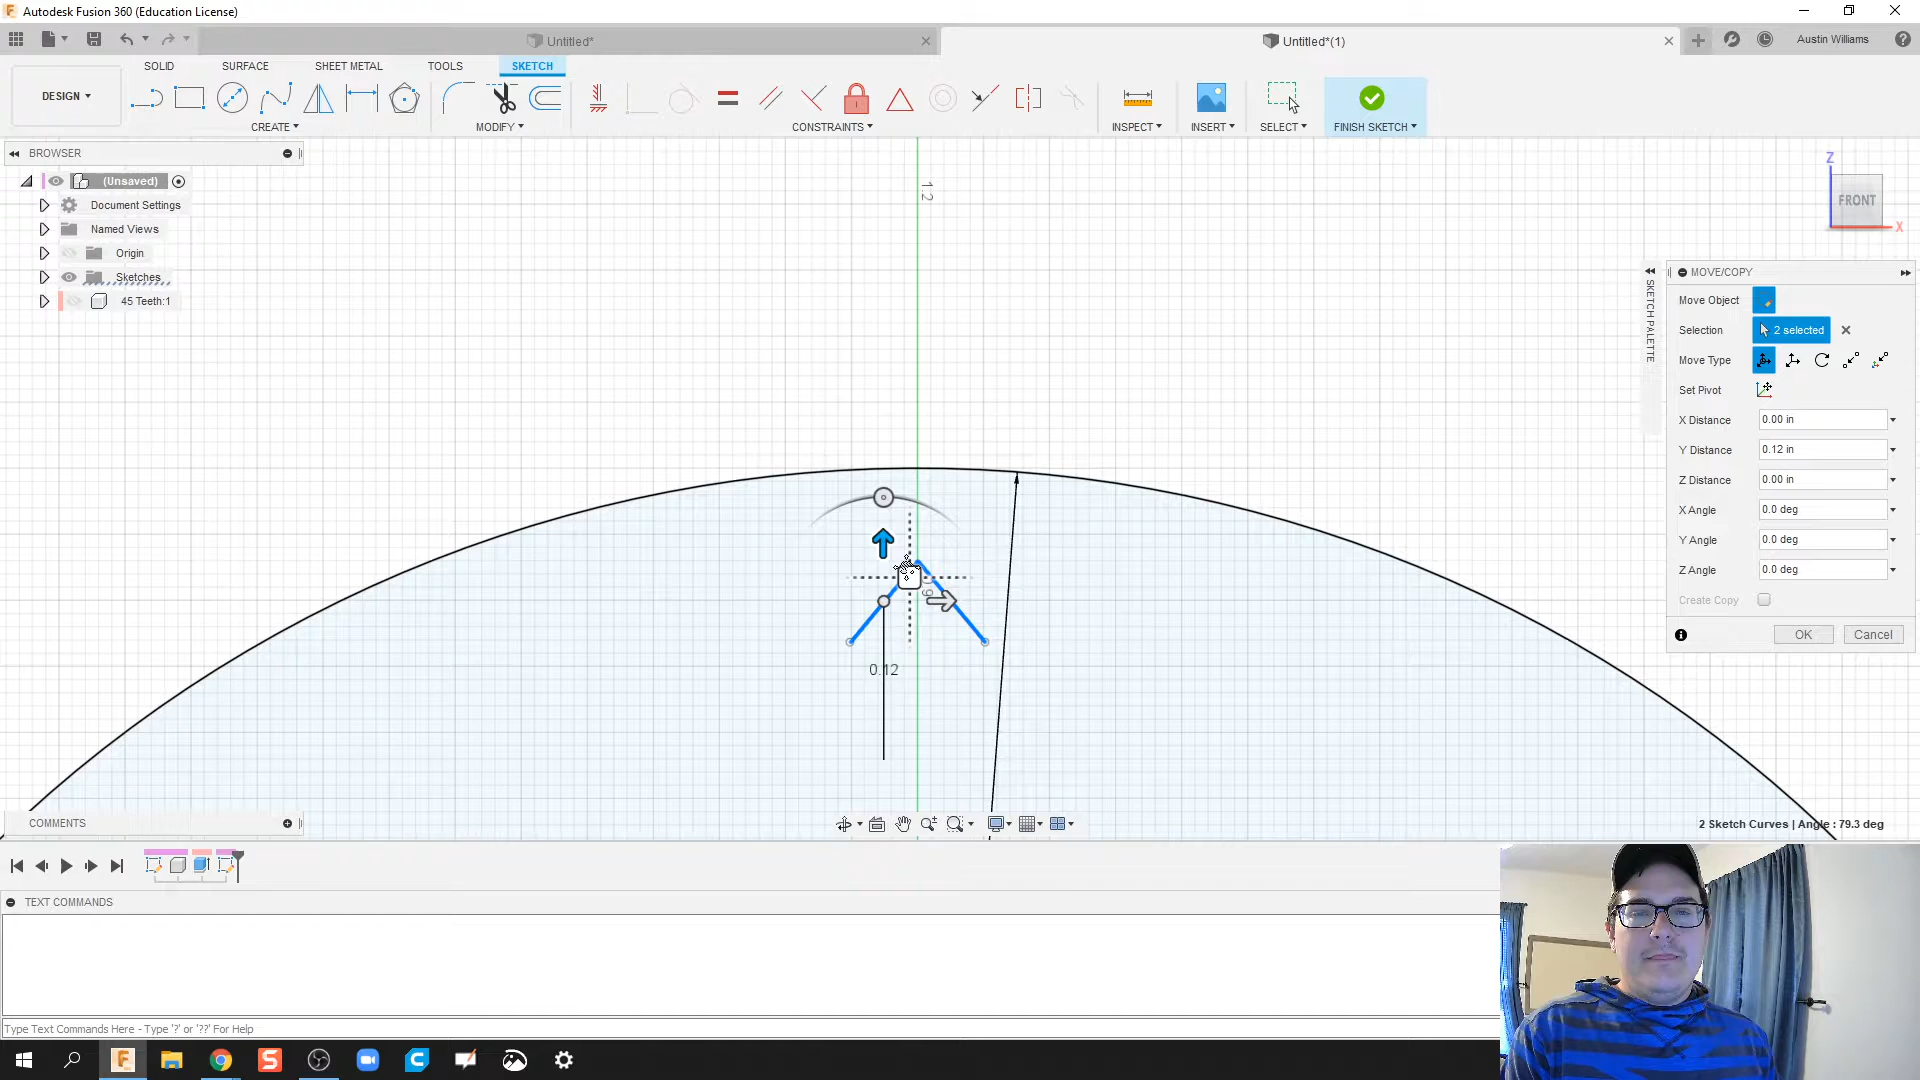 Autodesk Fusion 360 (Education License)
Untitled*
Untitled*(1)
Austin Williams
SOLID
SURFACE
SHEET METAL
TOOLS
SKETCH
DESIGN
CREATE
MODIFY
CONSTRAINTS
INSPECT
INSERT
SELECT
FINISH SKETCH
BROWSER
(Unsaved)
Document Settings
Named Views
Origin
Sketches
45 Teeth:1
1.2
Z
FRONT
X
SKETCH PALETTE
MOVE/COPY
Move Object
Selection
2 selected
Move Type
Set Pivot
X Distance
0.00 in
Y Distance
0.12 in
Z Distance
0.00 in
X Angle
0.0 deg
Y Angle
0.0 deg
Z Angle
0.0 deg
Create Copy
OK
Cancel
0.12
COMMENTS
2 Sketch Curves | Angle : 79.3 deg
TEXT COMMANDS
Type Text Commands Here - Type '?' or '??' For Help